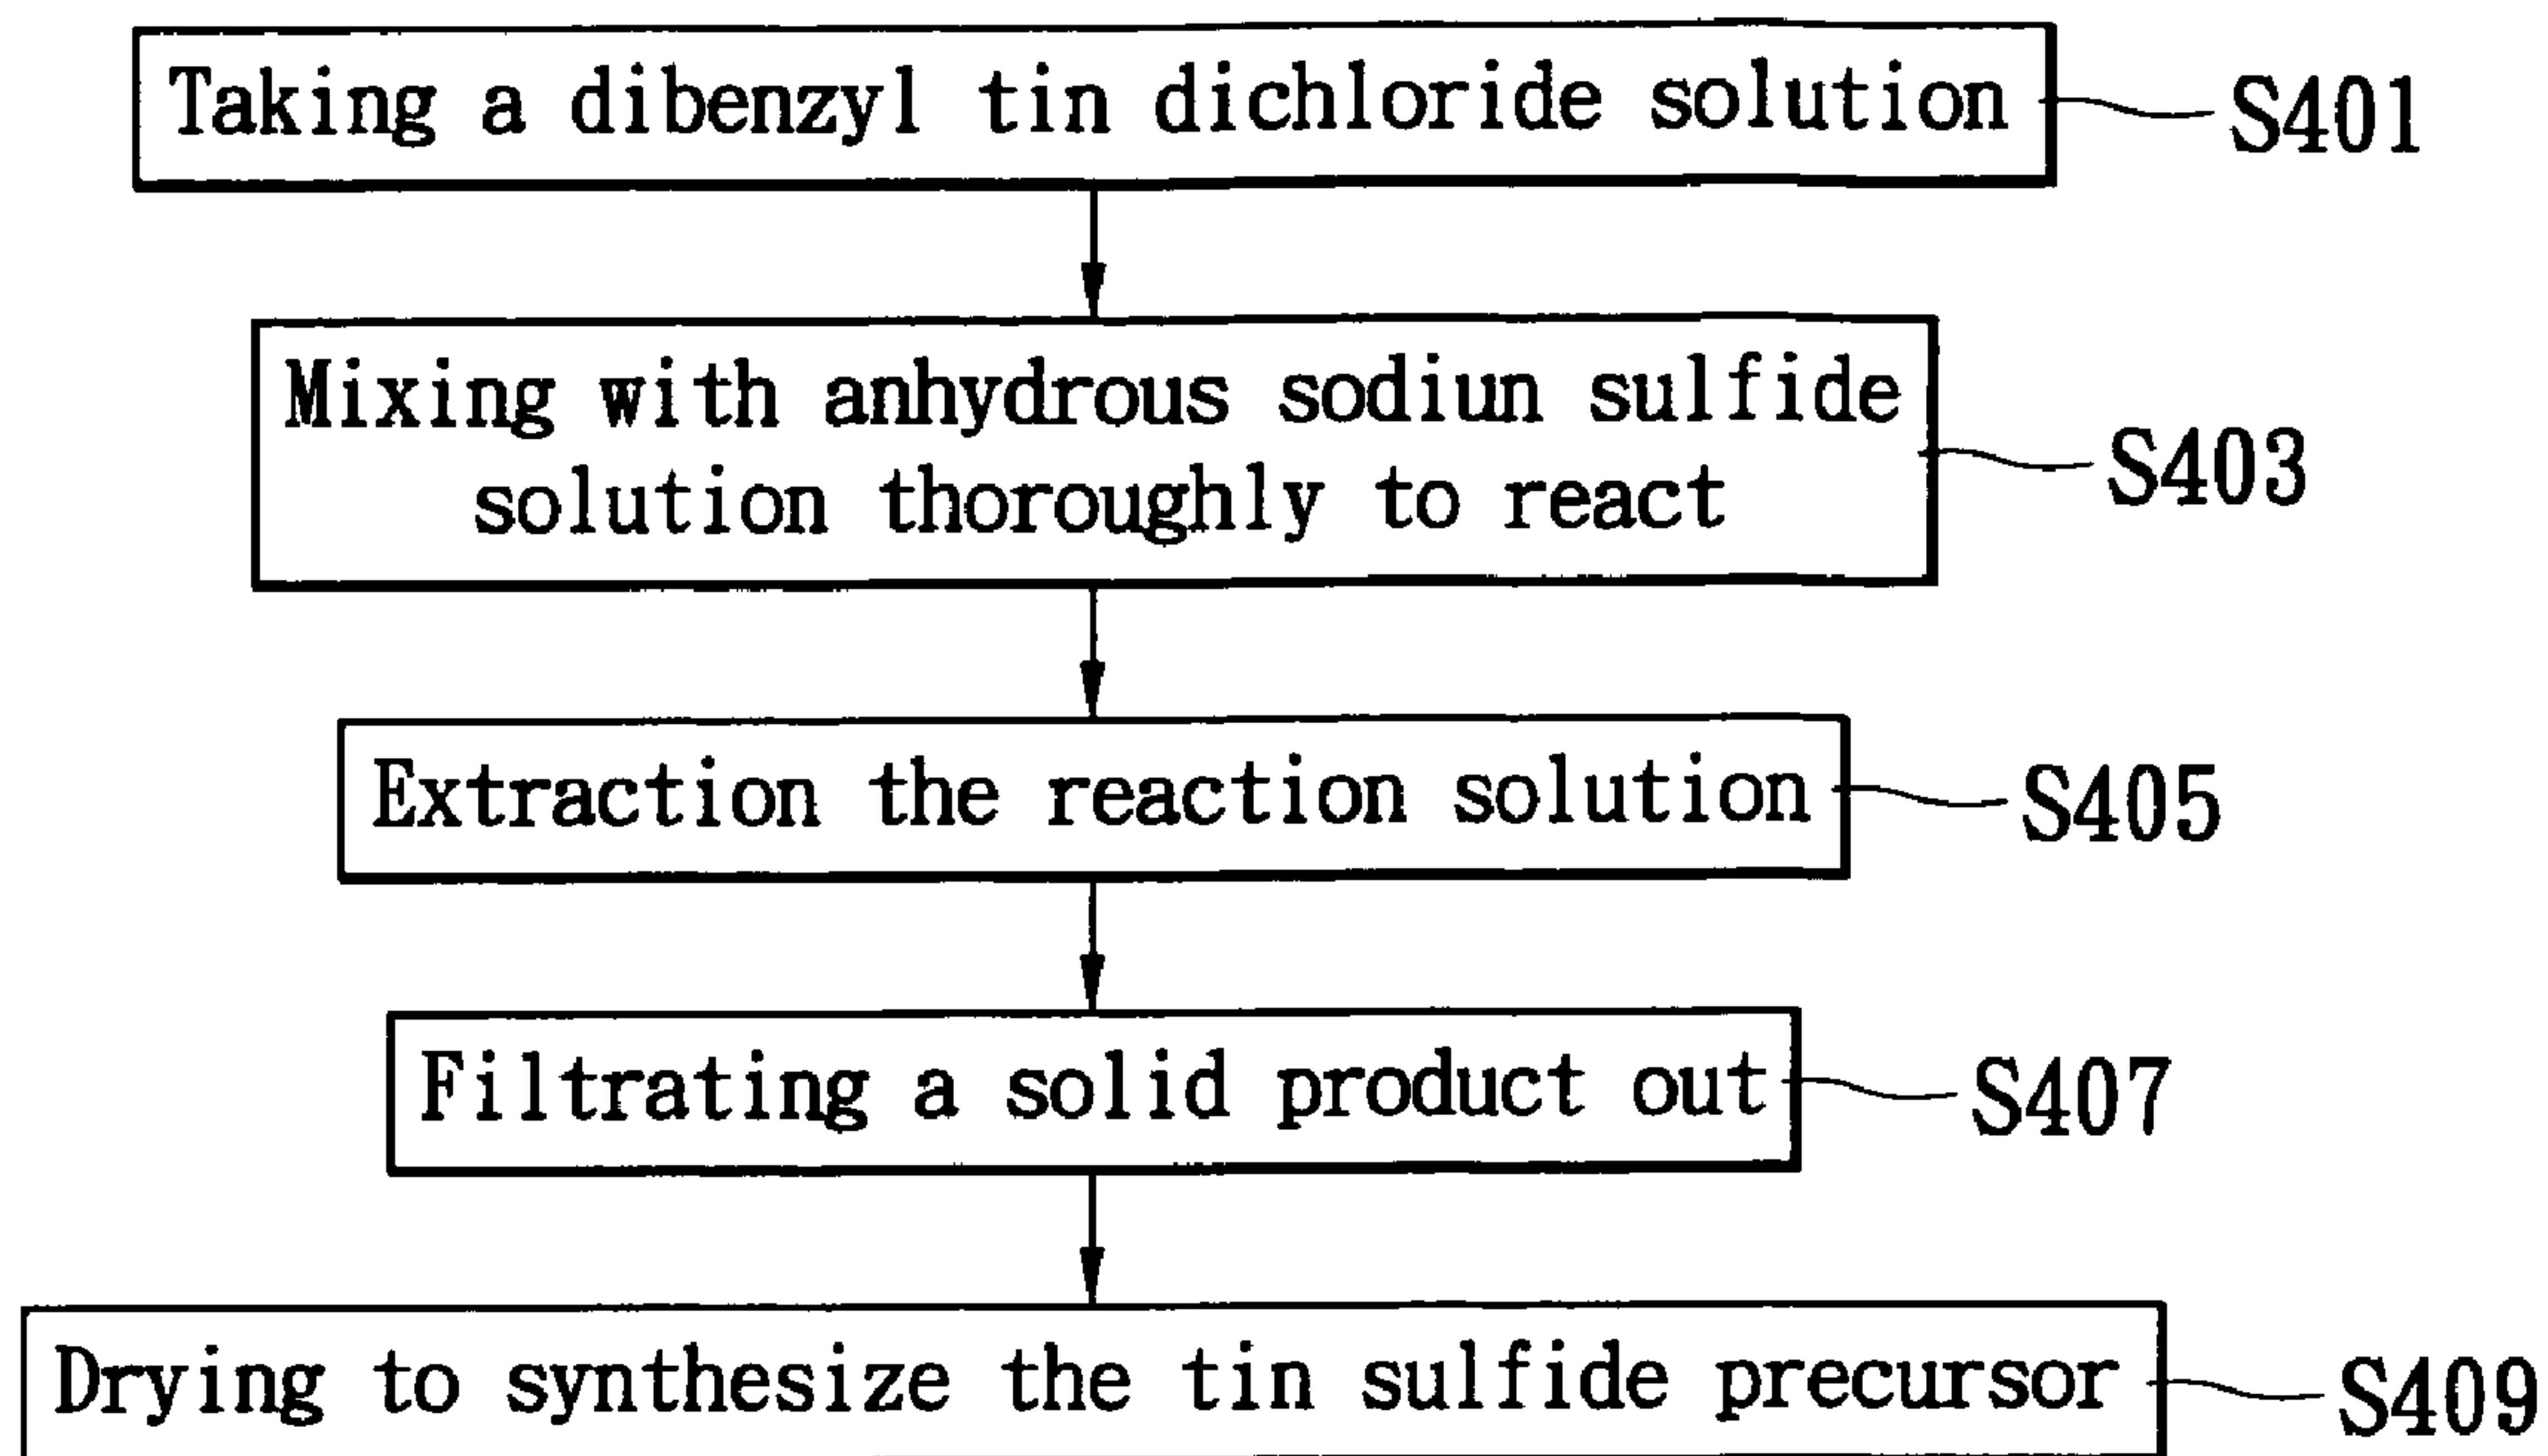 Taking a dibenzyl tin dichloride solution
S401
Mixing with anhydrous sodiun sulfide
solution thoroughly to react
S403
Extraction the reaction solution
S405
Filtrating a solid product out
S407
Drying to synthesize the tin sulfide precursor
S409